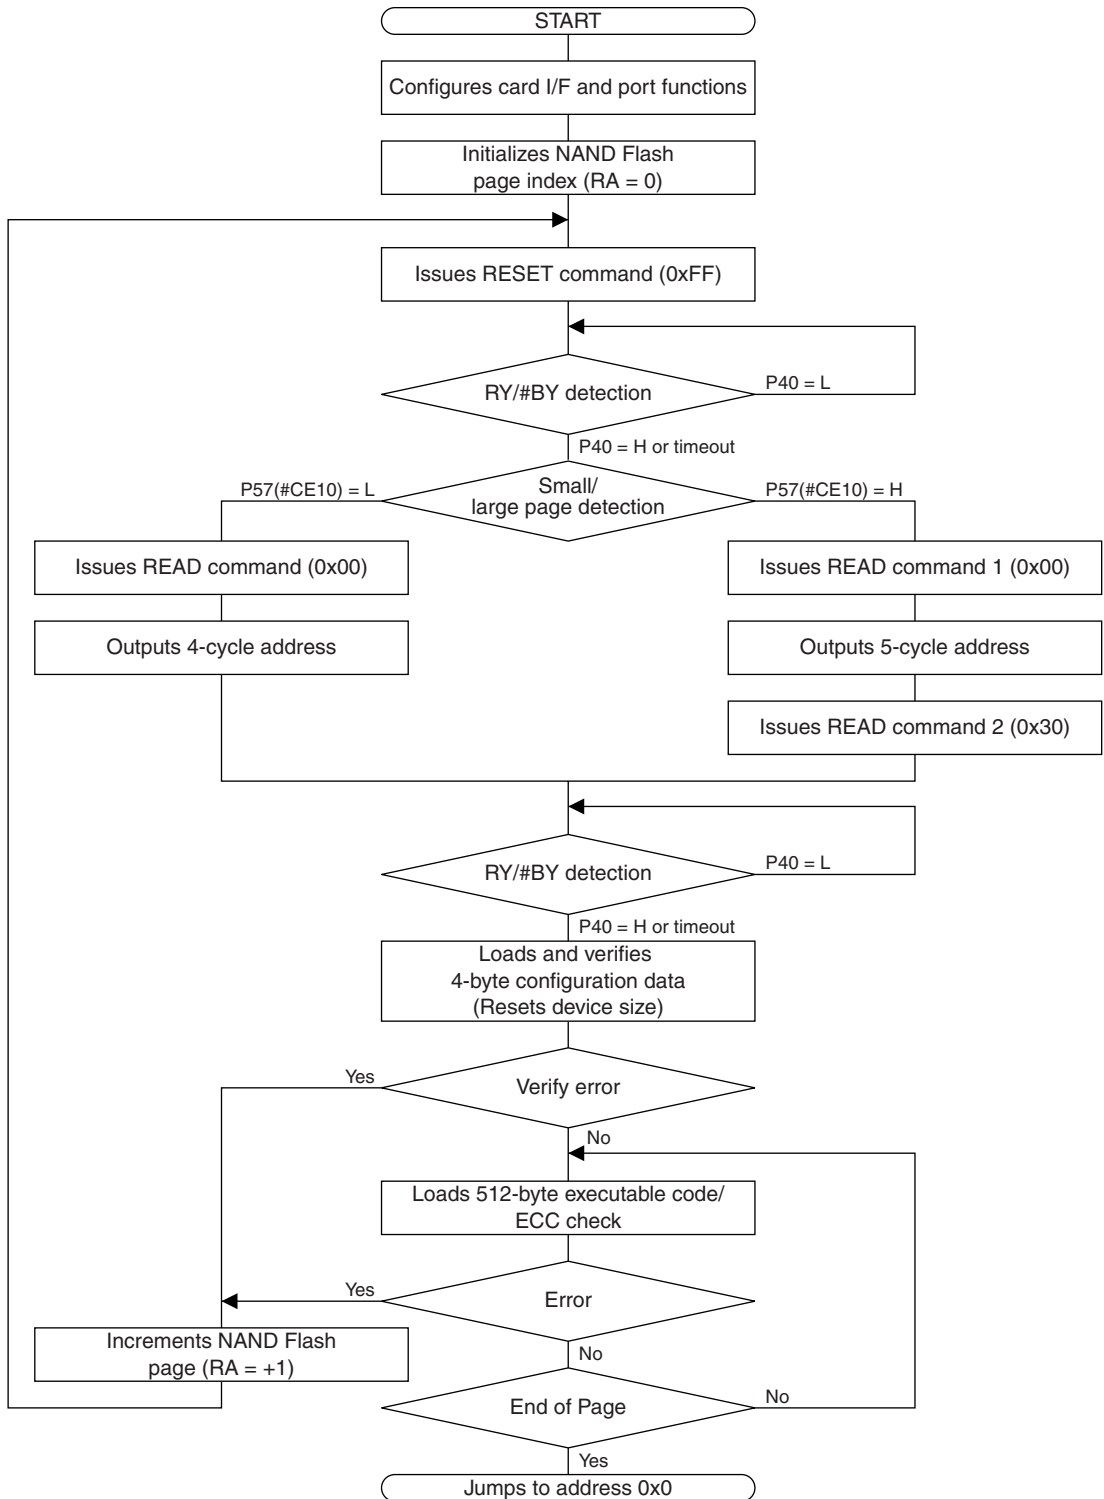 START
Configures card I/F and port functions
Initializes NAND Flash
page index (RA = 0)
Issues RESET command (0xFF)
RY/#BY detection
P40 = L
P40 = H or timeout
Small/
large page detection
P57(#CE10) = L
P57(#CE10) = H
Issues READ command (0x00)
Issues READ command 1 (0x00)
Outputs 4-cycle address
Outputs 5-cycle address
Issues READ command 2 (0x30)
RY/#BY detection
P40 = L
P40 = H or timeout
Loads and verifies
4-byte configuration data
(Resets device size)
Verify error
Yes
No
Loads 512-byte executable code/
ECC check
Error
Yes
No
Increments NAND Flash
page (RA = +1)
End of Page
No
Yes
Jumps to address 0x0